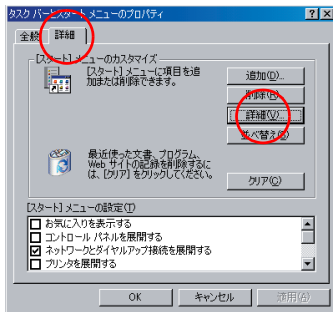 タスク バーとスタート メニューのプロパティ
全般
詳細
[スタート] メニューのカスタマイズ
[スタート] メニューに項目を追
加または削除できます。
追加(D)...
削除(R)...
詳細(V)...
並べ替え(O)
最近使った文書、プログラム、
Web サイトの記録を削除するに
は、[クリア] をクリックしてください。
クリア(C)
[スタート] メニューの設定(T)
お気に入りを表示する
コントロール パネルを展開する
ネットワークとダイヤルアップ接続を展開する
プリンタを展開する
OK
キャンセル
適用(A)